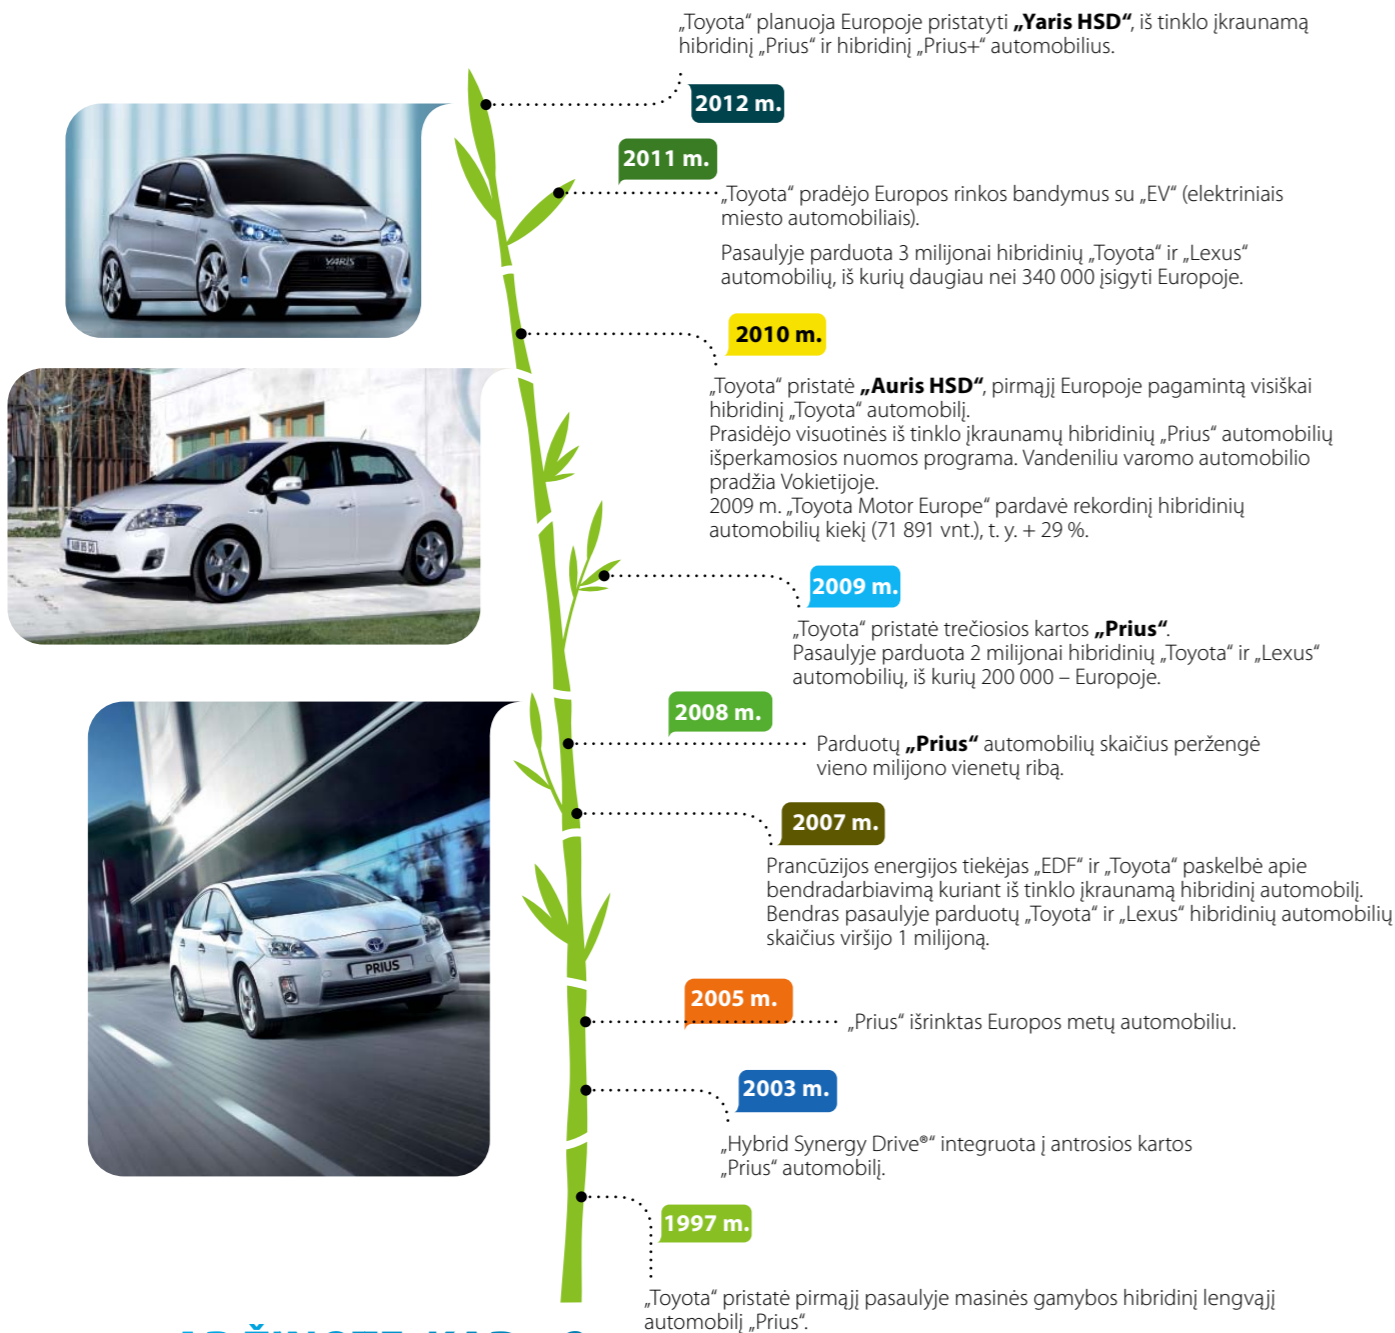 „Toyota“ planuoja Europoje pristatyti „Yaris HSD“, iš tinklo įkraunamą
hibridinį „Prius“ ir hibridinį „Prius+“ automobilius.
2012 m.
2011 m.
„Toyota“ pradėjo Europos rinkos bandymus su „EV“ (elektriniais
miesto automobiliais).
Pasaulyje parduota 3 milijonai hibridinių „Toyota“ ir „Lexus“
automobilių, iš kurių daugiau nei 340 000 įsigyti Europoje.
YARIS
2010 m.
„Toyota“ pristatė „Auris HSD“, pirmąjį Europoje pagamintą visiškai
hibridinį „Toyota“ automobilį.
Prasidėjo visuotinės iš tinklo įkraunamų hibridinių „Prius“ automobilių
išperkamosios nuomos programa. Vandeniliu varomo automobilio
pradžia Vokietijoje.
2009 m. „Toyota Motor Europe“ pardavė rekordinį hibridinių
automobilių kiekį (71 891 vnt.), t. y. + 29 %.
2009 m.
„Toyota“ pristatė trečiosios kartos „Prius“.
Pasaulyje parduota 2 milijonai hibridinių „Toyota“ ir „Lexus“
automobilių, iš kurių 200 000 – Europoje.
2008 m.
Parduotų „Prius“ automobilių skaičius peržengė
vieno milijono vienetų ribą.
2007 m.
Prancūzijos energijos tiekėjas „EDF“ ir „Toyota“ paskelbė apie
bendradarbiavimą kuriant iš tinklo įkraunamą hibridinį automobilį.
Bendras pasaulyje parduotų „Toyota“ ir „Lexus“ hibridinių automobilių
skaičius viršijo 1 milijoną.
PRIUS
2005 m.
„Prius“ išrinktas Europos metų automobiliu.
2003 m.
„Hybrid Synergy Drive®“ integruota į antrosios kartos
„Prius“ automobilį.
1997 m.
„Toyota“ pristatė pirmąjį pasaulyje masinės gamybos hibridinį lengvąjį
automobilį „Prius“.